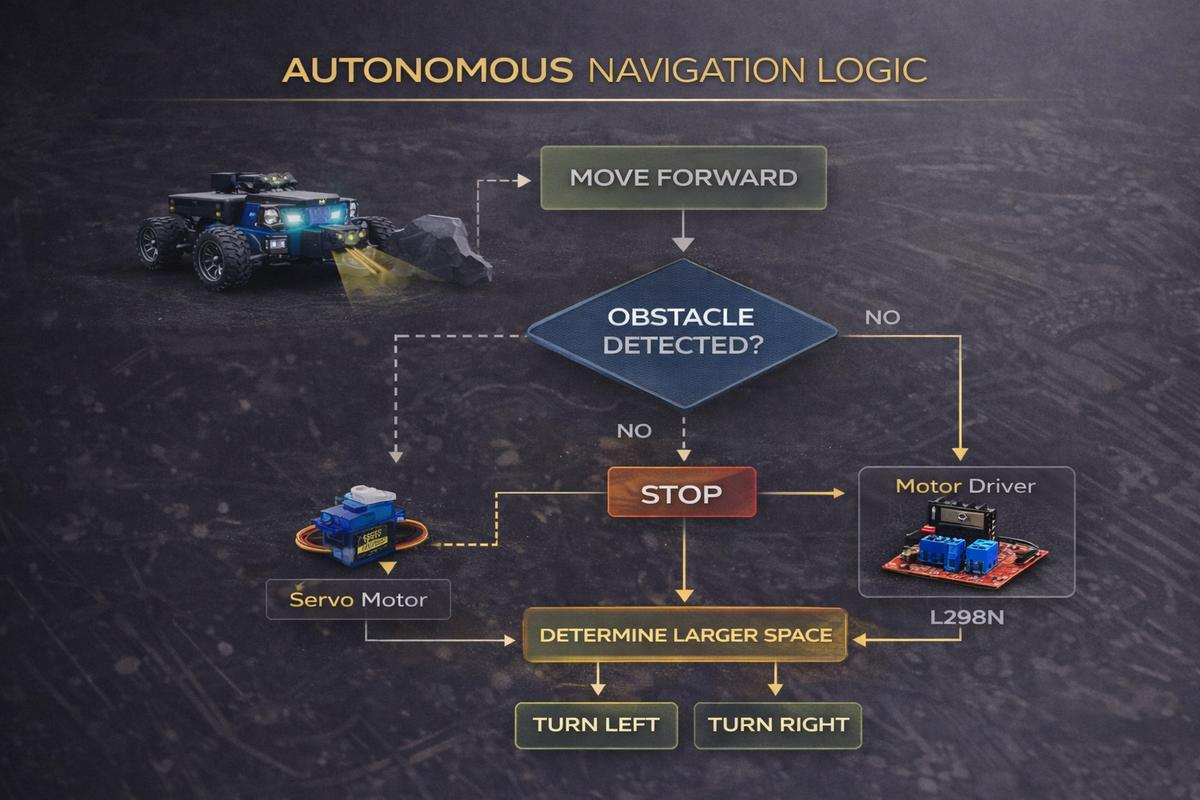 AUTONOMOUS NAVIGATION LOGIC
MOVE FORWARD
OBSTACLE
DETECTED?
NO
NO
STOP
Motor Driver
Servo Motor
L298N
DETERMINE LARGER SPACE
TURN LEFT
TURN RIGHT